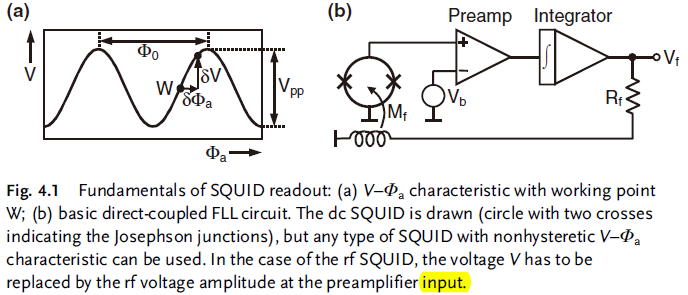 (a)
(b)
Preamp Integrator
Φ0
V
W
δV
δΦa
Vpp
Φa
+
−
∫
Vb
Mf
Rf
Vf
Fig. 4.1 Fundamentals of SQUID readout: (a) V–Φa characteristic with working point
W; (b) basic direct-coupled FLL circuit. The dc SQUID is drawn (circle with two crosses
indicating the Josephson junctions), but any type of SQUID with nonhysteretic V–Φa
characteristic can be used. In the case of the rf SQUID, the voltage V has to be
replaced by the rf voltage amplitude at the preamplifier input.